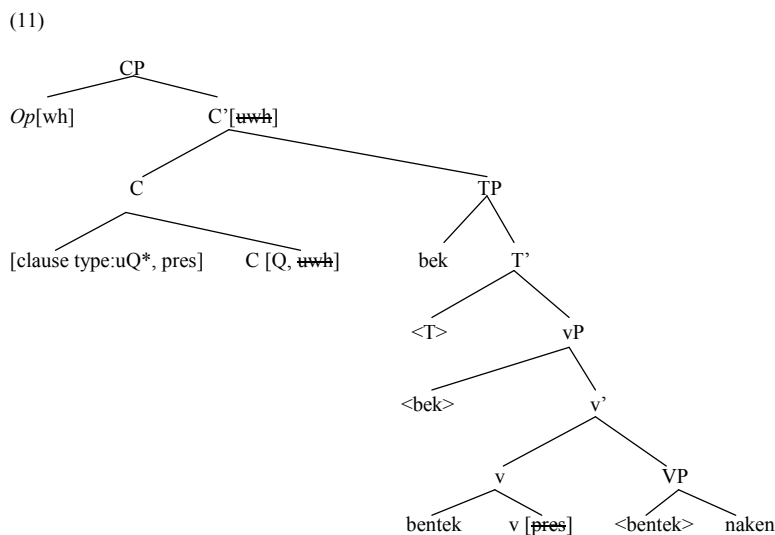 (11)
CP
Op[wh] C’[uwh]
C TP
[clause type:uQ*, pres] C [Q, uwh] bek T’
<T> vP
<bek> v’
v VP
bentek v [pres] <bentek> naken